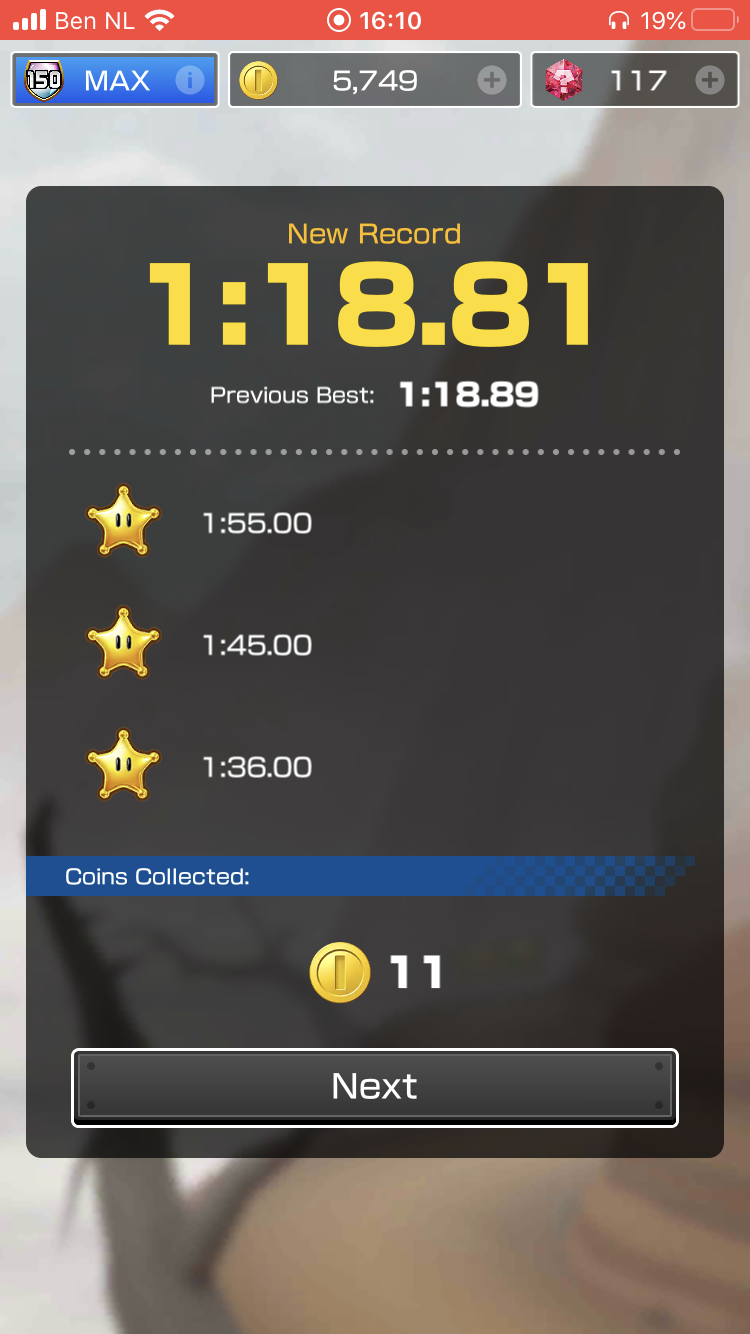 Ben NL 16:10 19%
150 MAX i 5,749 + 117 +
New Record
1:18.81
Previous Best: 1:18.89
1:55.00
1:45.00
1:36.00
Coins Collected:
11
Next